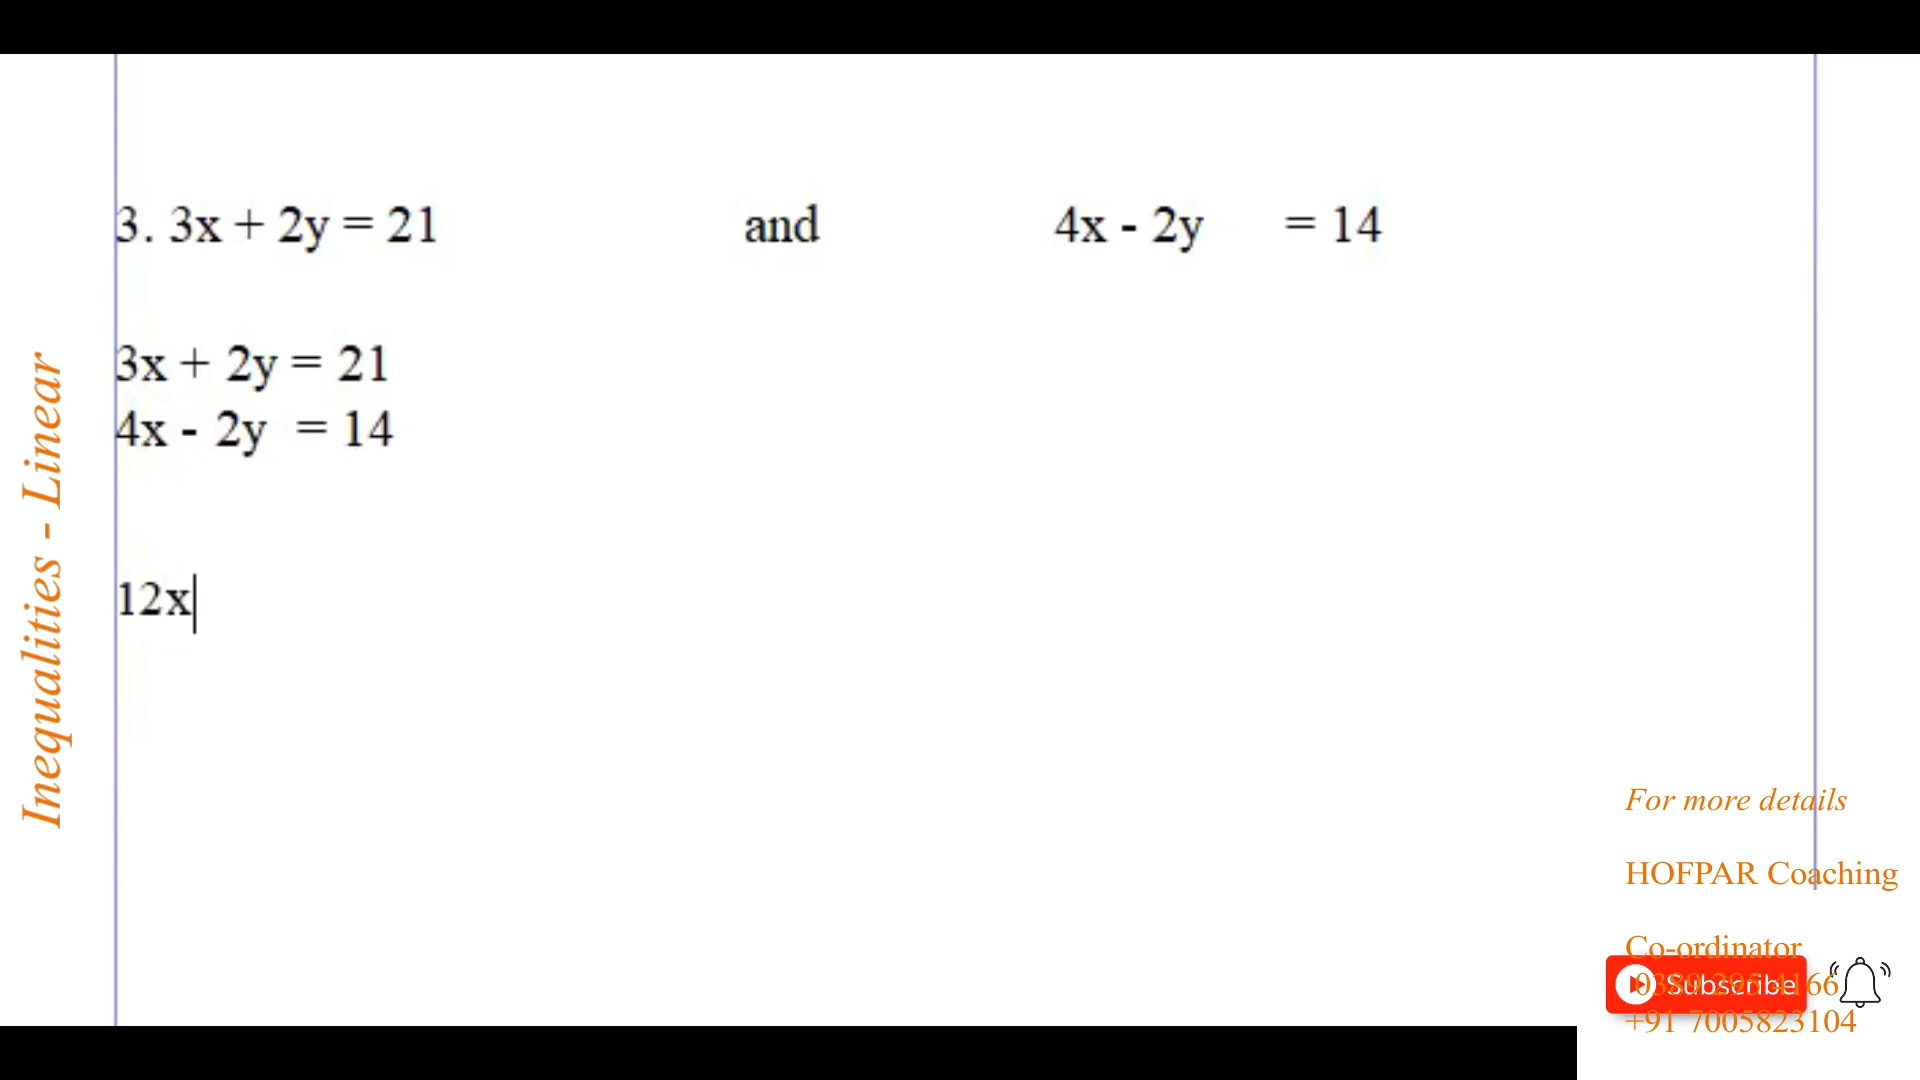 3. 3x + 2y = 21 and 4x - 2y = 14
3x + 2y = 21
4x - 2y = 14
12x
Inequalities - Linear
For more details
HOFPAR Coaching
Co-ordinator
Subscribe
+91 7005823104